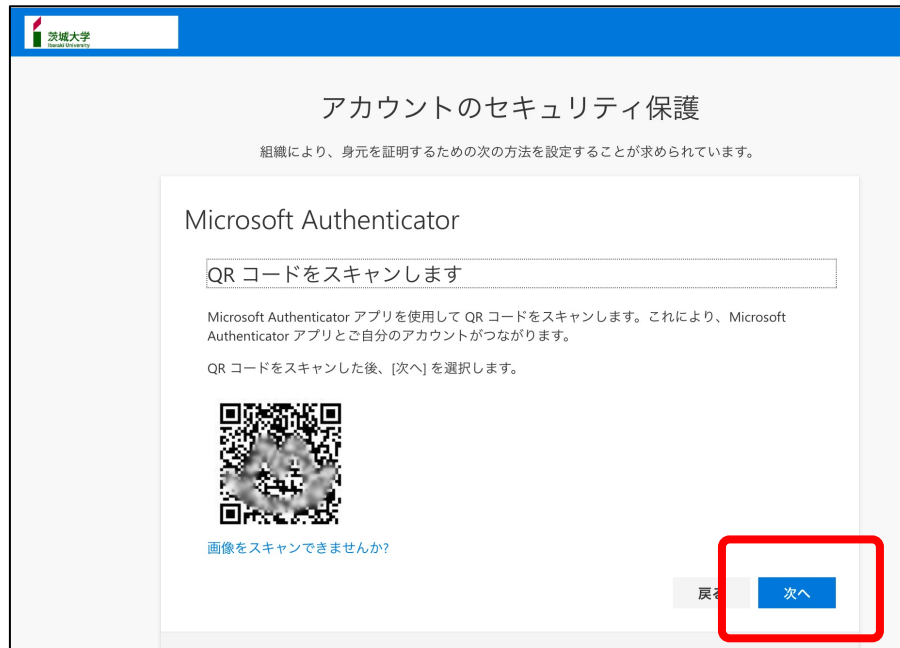 茨城大学
Ibaraki University
アカウントのセキュリティ保護
組織により、身元を証明するための次の方法を設定することが求められています。
Microsoft Authenticator
QR コードをスキャンします
Microsoft Authenticator アプリを使用して QR コードをスキャンします。これにより、Microsoft
Authenticator アプリとご自分のアカウントがつながります。
QR コードをスキャンした後、[次へ] を選択します。
画像をスキャンできませんか?
戻る 次へ